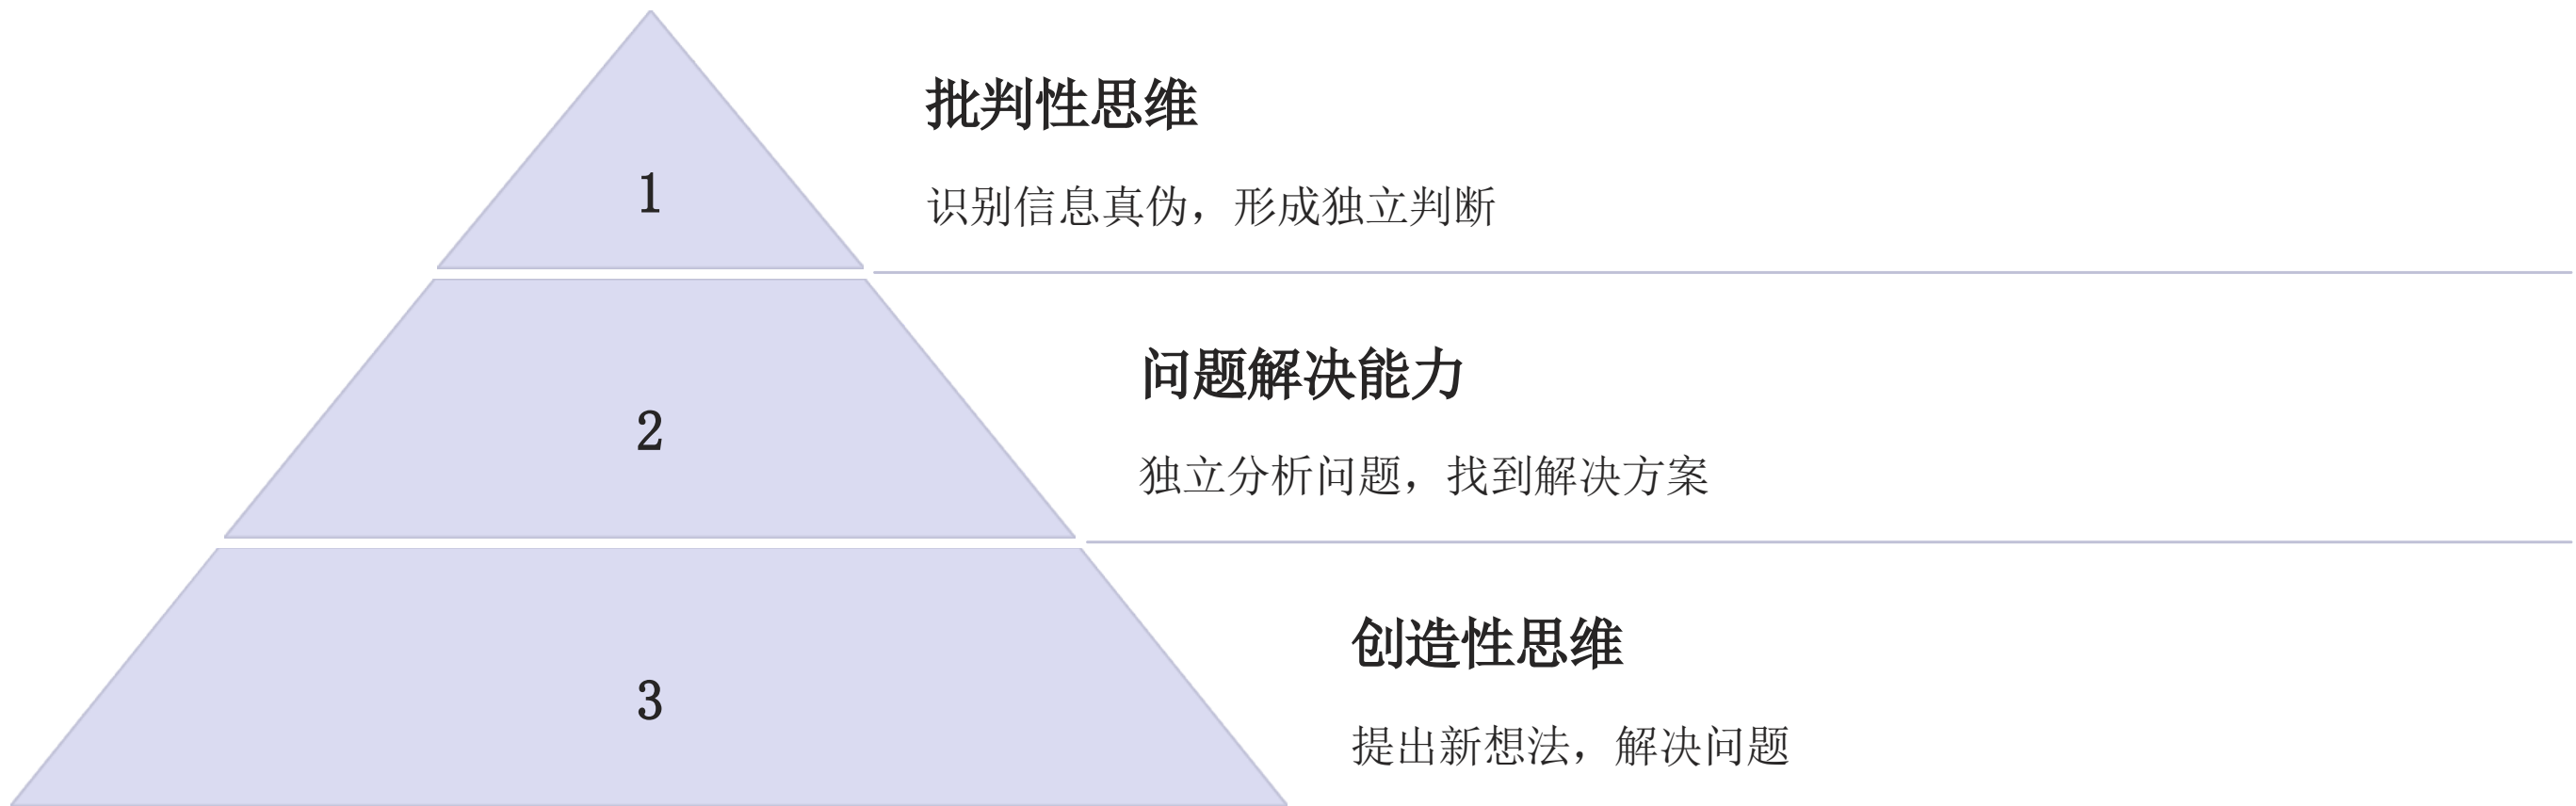 1
批判性思维
识别信息真伪，形成独立判断
2
问题解决能力
独立分析问题，找到解决方案
3
创造性思维
提出新想法，解决问题